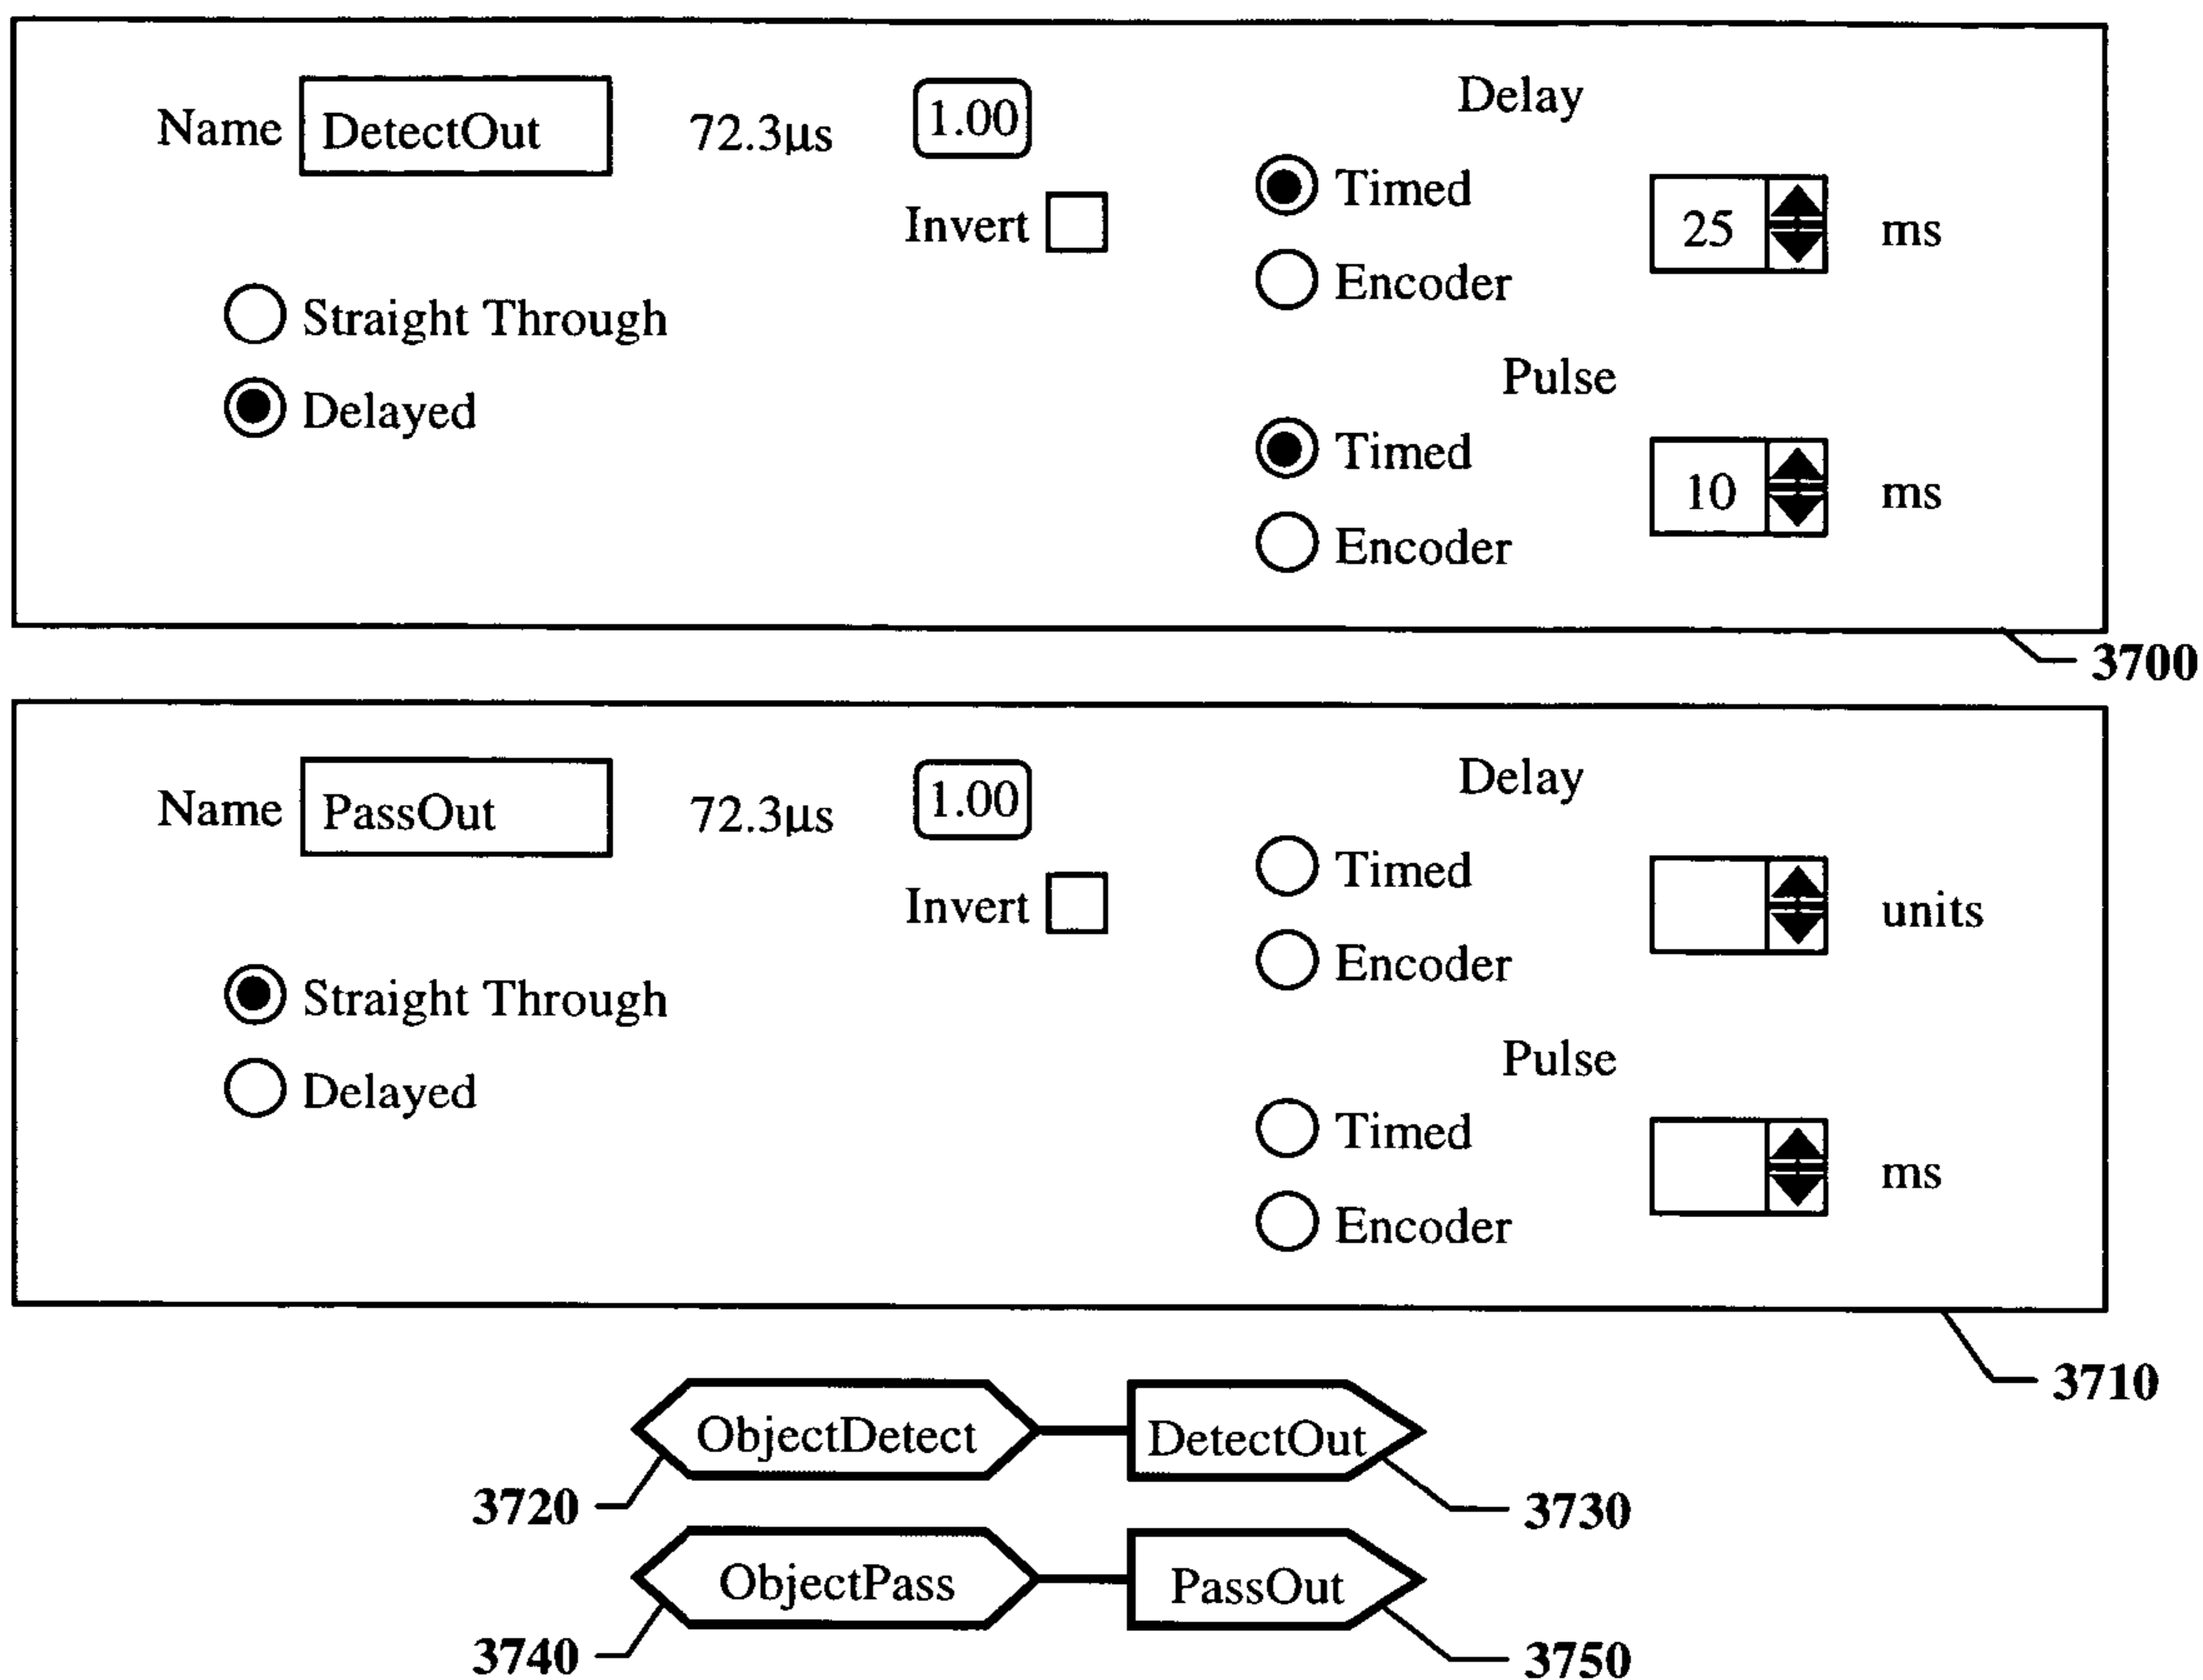 Name DetectOut 72.3µs 1.00 Delay
Timed
Invert 25 ms
Encoder
Straight Through
Pulse
Delayed
Timed
10 ms
Encoder
3700
Name PassOut 72.3µs 1.00 Delay
Timed
Invert units
Encoder
Straight Through
Pulse
Delayed
Timed
ms
Encoder
3710
ObjectDetect DetectOut
3720 3730
ObjectPass PassOut
3740 3750